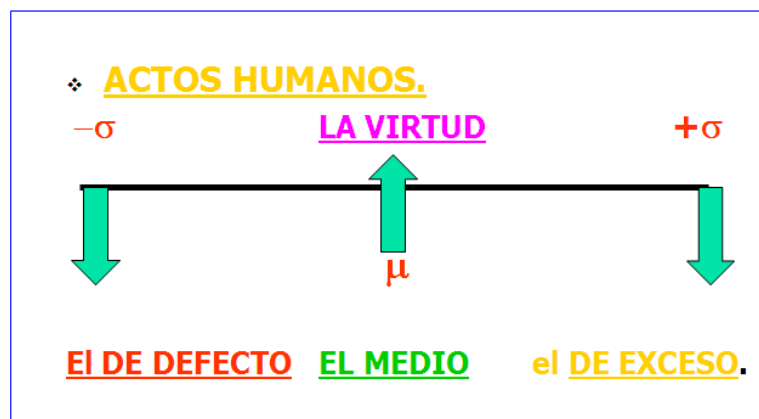 ❖ ACTOS HUMANOS.
−σ LA VIRTUD +σ
μ
El DE DEFECTO EL MEDIO el DE EXCESO.